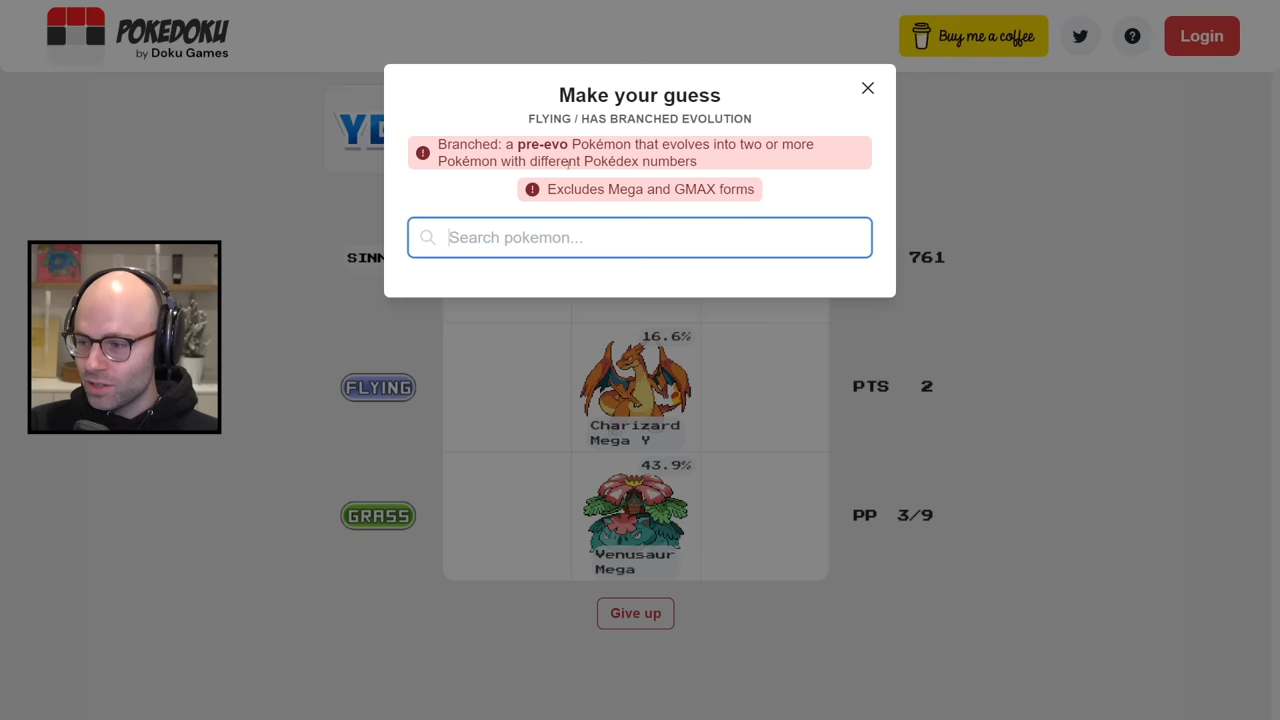 POKEDOKU
by Doku Games
Buy me a coffee
Login
Make your guess
FLYING / HAS BRANCHED EVOLUTION
Branched: a pre-evo Pokémon that evolves into two or more
Pokémon with different Pokédex numbers
Excludes Mega and GMAX forms
Search pokemon...
761
16.6%
FLYING
Charizard
Mega Y
PTS 2
43.9%
GRASS
Venusaur
Mega
PP 3/9
Give up